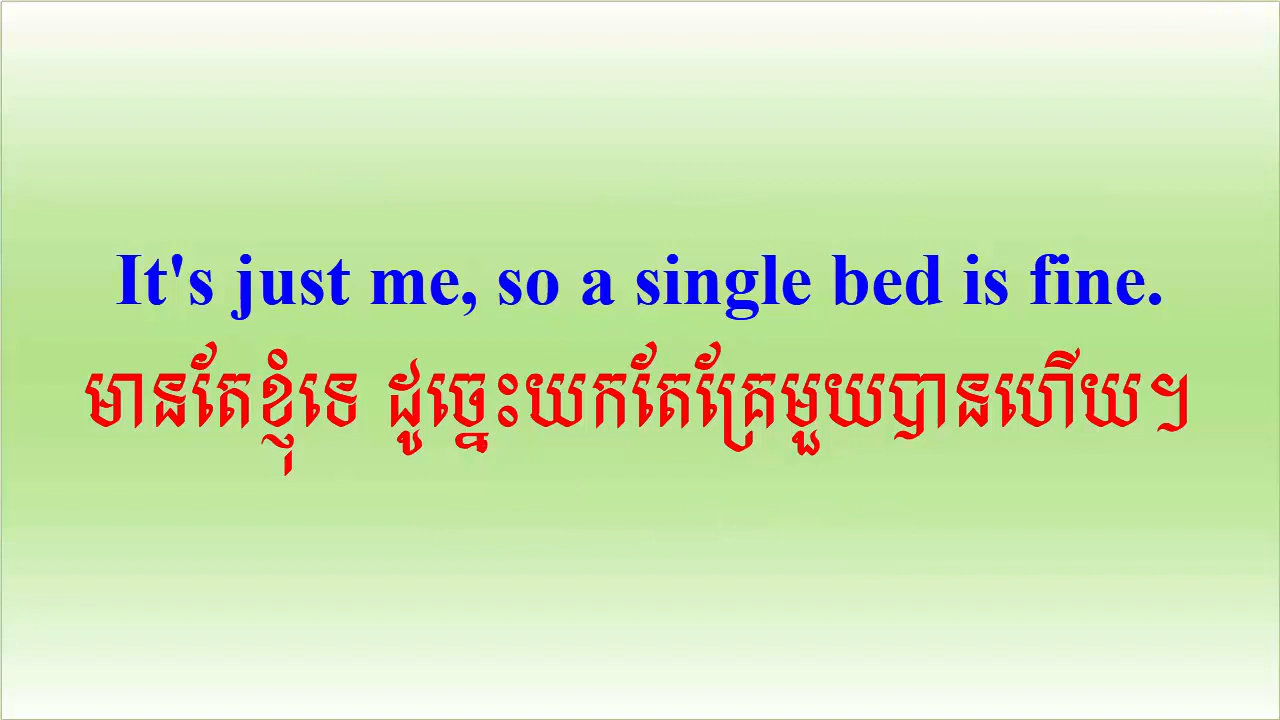 It's just me, so a single bed is fine.
មានតែខ្ញុំទេ ដូច្នេះយកតែគ្រែមួយបានហើយ។